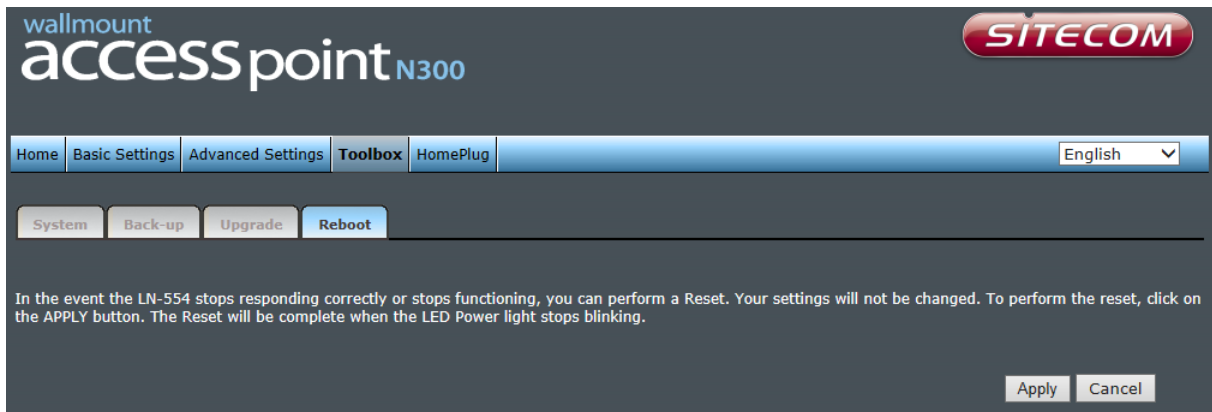 wallmount
access point N300
SITECOM
Home Basic Settings Advanced Settings Toolbox HomePlug English
System Back-up Upgrade Reboot
In the event the LN-554 stops responding correctly or stops functioning, you can perform a Reset. Your settings will not be changed. To perform the reset, click on
the APPLY button. The Reset will be complete when the LED Power light stops blinking.
Apply Cancel